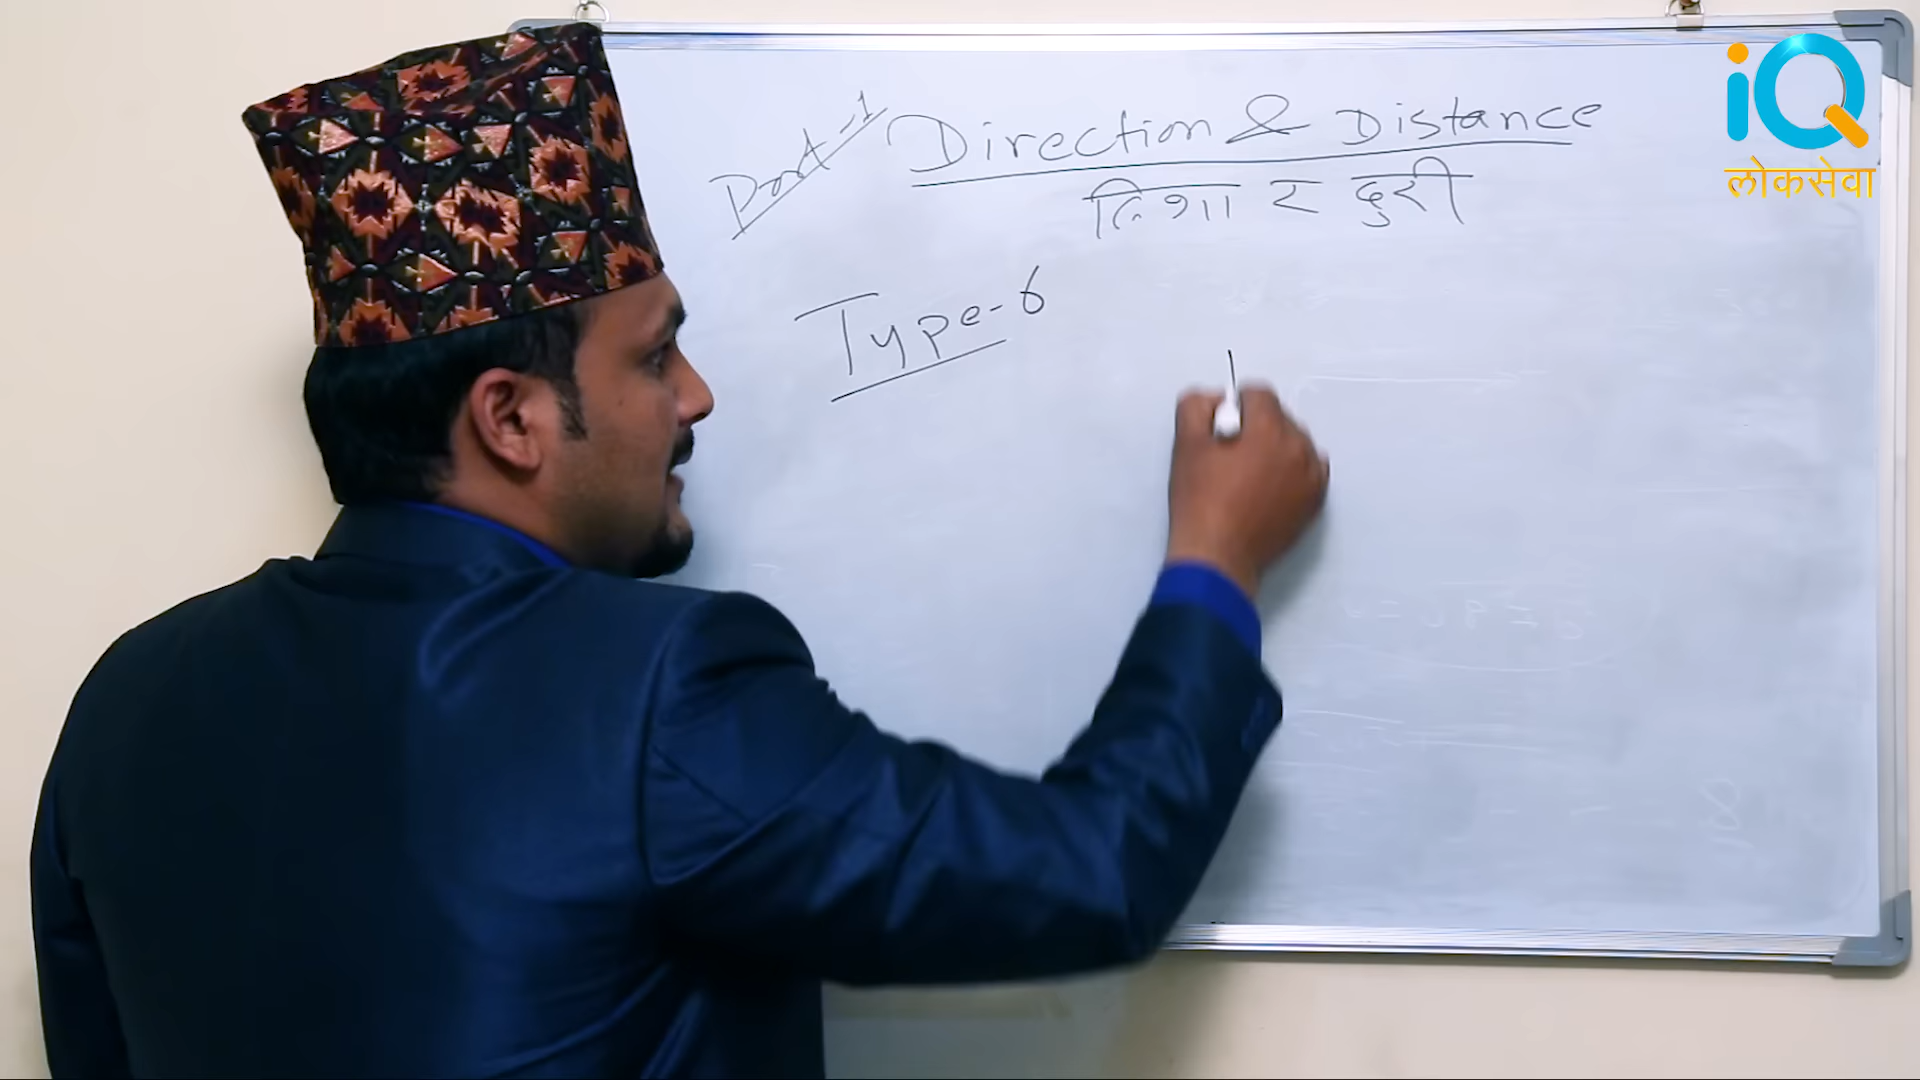 Part-1
Direction & Distance
दिशा र दुरी
Type-6
iQ
लोकसेवा